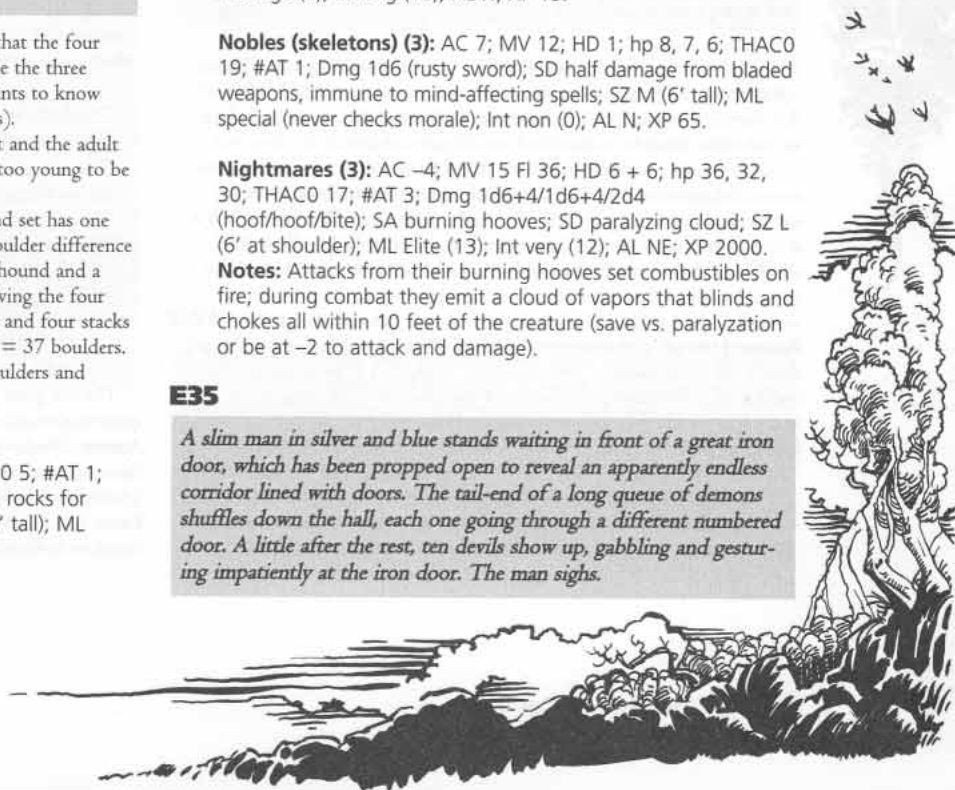 hat the four
e the three
ants to know
s).
t and the adult
too young to be
d set has one
oulder difference
hound and a
ving the four
and four stacks
= 37 boulders.
ulders and
0 5; #AT 1;
rocks for
' tall); ML
Nobles (skeletons) (3): AC 7; MV 12; HD 1; hp 8, 7, 6; THAC0
19; #AT 1; Dmg 1d6 (rusty sword); SD half damage from bladed
weapons, immune to mind-affecting spells; SZ M (6' tall); ML
special (never checks morale); Int non (0); AL N; XP 65.
Nightmares (3): AC –4; MV 15 Fl 36; HD 6 + 6; hp 36, 32,
30; THAC0 17; #AT 3; Dmg 1d6+4/1d6+4/2d4
(hoof/hoof/bite); SA burning hooves; SD paralyzing cloud; SZ L
(6' at shoulder); ML Elite (13); Int very (12); AL NE; XP 2000.
Notes: Attacks from their burning hooves set combustibles on
fire; during combat they emit a cloud of vapors that blinds and
chokes all within 10 feet of the creature (save vs. paralyzation
or be at –2 to attack and damage).
E35
A slim man in silver and blue stands waiting in front of a great iron
door, which has been propped open to reveal an apparently endless
corridor lined with doors. The tail-end of a long queue of demons
shuffles down the hall, each one going through a different numbered
door. A little after the rest, ten devils show up, gabbling and gestur-
ing impatiently at the iron door. The man sighs.